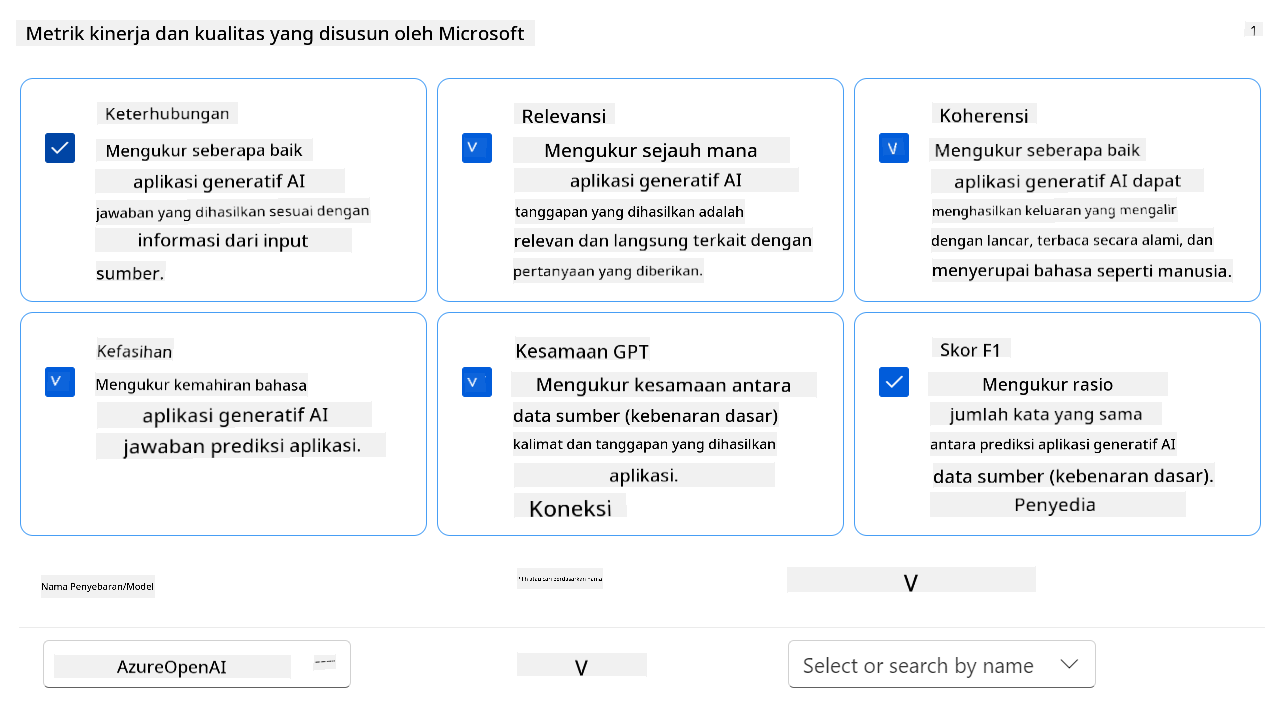 Metrik kinerja dan kualitas yang disusun oleh Microsoft
1
Keterhubungan
Mengukur seberapa baik
aplikasi generatif AI
jawaban yang dihasilkan sesuai dengan
informasi dari input
sumber.
V
Relevansi
Mengukur sejauh mana
aplikasi generatif AI
tanggapan yang dihasilkan adalah
relevan dan langsung terkait dengan
pertanyaan yang diberikan.
V
Koherensi
Mengukur seberapa baik
aplikasi generatif AI dapat
menghasilkan keluaran yang mengalir
dengan lancar, terbaca secara alami, dan
menyerupai bahasa seperti manusia.
V
Kefasihan
Mengukur kemahiran bahasa
aplikasi generatif AI
jawaban prediksi aplikasi.
V
Kesamaan GPT
Mengukur kesamaan antara
data sumber (kebenaran dasar)
kalimat dan tanggapan yang dihasilkan
aplikasi.
Koneksi
Skor F1
Mengukur rasio
jumlah kata yang sama
antara prediksi aplikasi generatif AI
data sumber (kebenaran dasar).
Penyedia
Nama Penyebaran/Model
atau cari berdasarkan nama
V
AzureOpenAI
V
Select or search by name